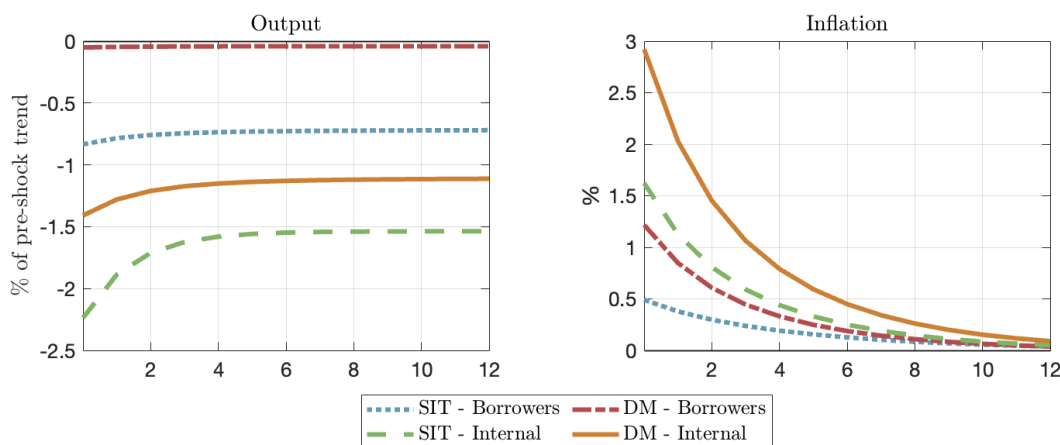 Output
% of pre-shock trend
0
-0.5
-1
-1.5
-2
-2.5
2 4 6 8 10 12
Inflation
%
3
2.5
2
1.5
1
0.5
0
2 4 6 8 10 12
SIT - Borrowers DM - Borrowers
SIT - Internal DM - Internal